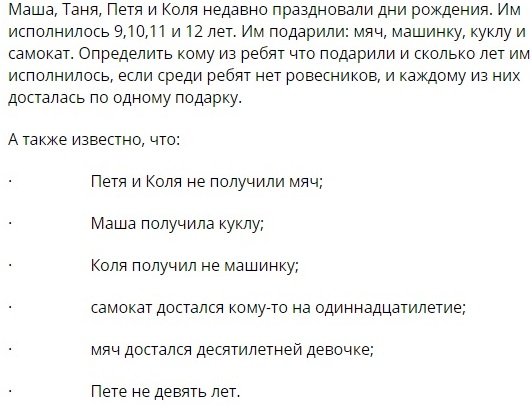 Маша, Таня, Петя и Коля недавно праздновали дни рождения. Им
исполнилось 9,10,11 и 12 лет. Им подарили: мяч, машинку, куклу и
самокат. Определить кому из ребят что подарили и сколько лет им
исполнилось, если среди ребят нет ровесников, и каждому из них
досталась по одному подарку.
А также известно, что:
· Петя и Коля не получили мяч;
· Маша получила куклу;
· Коля получил не машинку;
· самокат достался кому-то на одиннадцатилетие;
· мяч достался десятилетней девочке;
· Пете не девять лет.